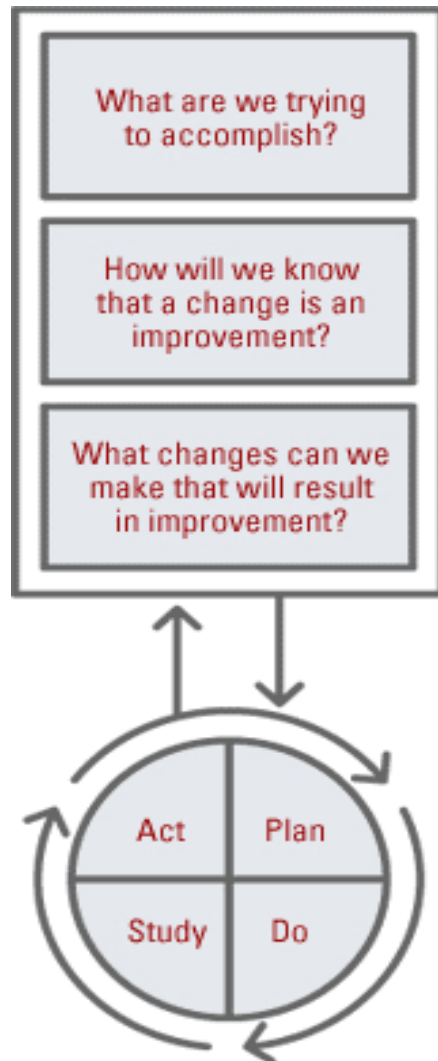 What are we trying
to accomplish?
How will we know
that a change is an
improvement?
What changes can we
make that will result
in improvement?
Act
Plan
Study
Do